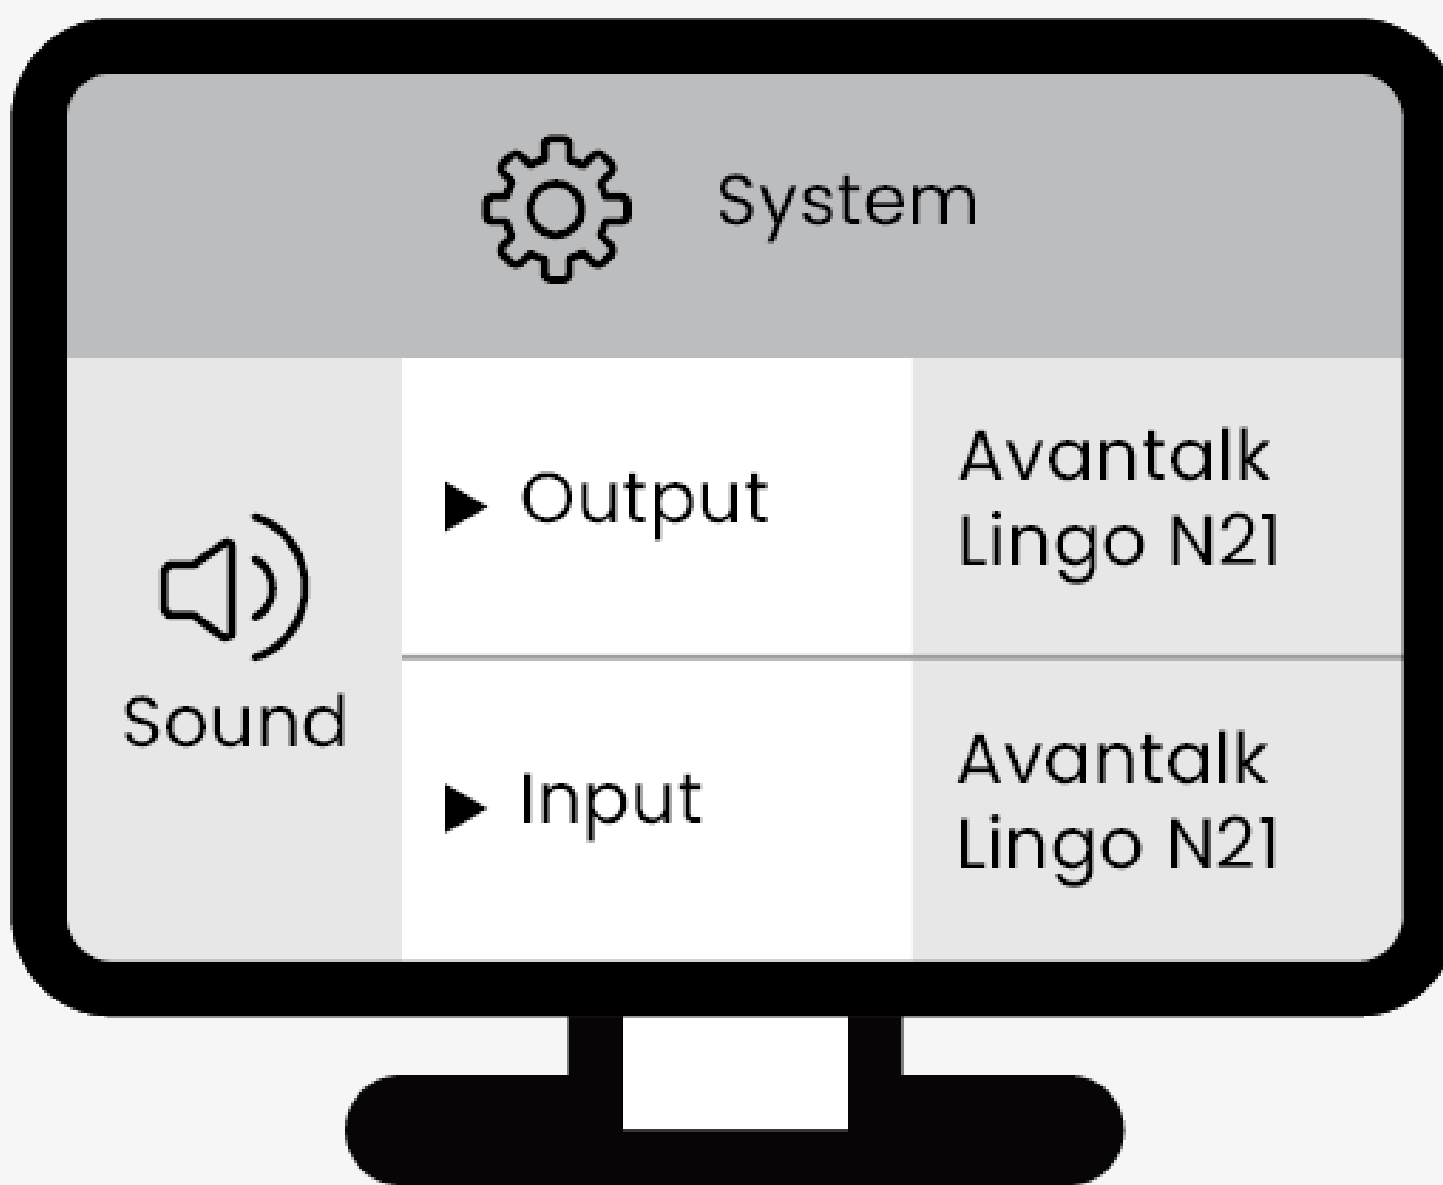 System
Sound
▶ Output
Avantalk
Lingo N21
▶ Input
Avantalk
Lingo N21